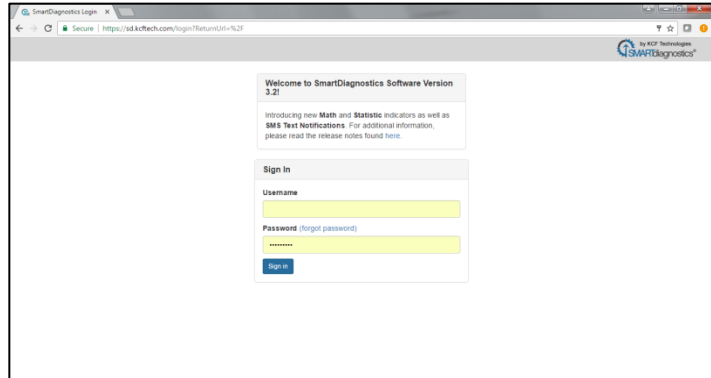 SmartDiagnostics Login
Secure | https://sd.kcftech.com/login?ReturnUrl=%2F
by KCF Technologies
SMARTdiagnostics®
Welcome to SmartDiagnostics Software Version
3.2!
Introducing new Math and Statistic indicators as well as
SMS Text Notifications. For additional information,
please read the release notes found here.
Sign In
Username
Password (forgot password)
•••••••••
Sign in